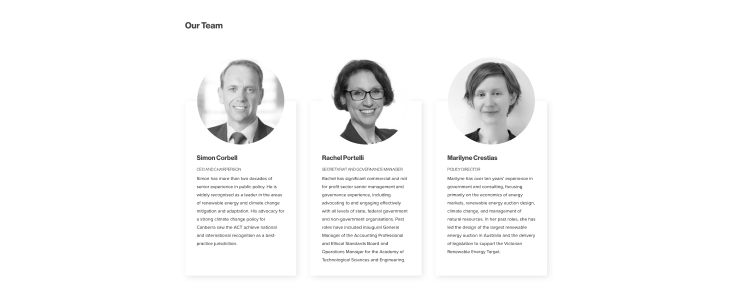 Our Team
Simon Corbell
CEO AND CHAIRPERSON
Simon has more than two decades of
senior experience in public policy. He is
widely recognised as a leader in the areas
of renewable energy and climate change
mitigation and adaptation. His advocacy for
a strong climate change policy for
Canberra saw the ACT achieve national
and international recognition as a best-
practice jurisdiction.
Rachel Portelli
SECRETARIAT AND GOVERNANCE MANAGER
Rachel has significant commercial and not
for profit sector senior management and
governance experience, including
advocating to and engaging effectively
with all levels of state, federal government
and non-government organisations. Past
roles have included Inaugural General
Manager of the Accounting Professional
and Ethical Standards Board and
Operations Manager for the Academy of
Technological Sciences and Engineering.
Marilyne Crestias
POLICY DIRECTOR
Marilyne has over ten years' experience in
government and consulting, focusing
primarily on the economics of energy
markets, renewable energy auction design,
climate change, and management of
natural resources. In her past roles, she has
led the design of the largest renewable
energy auction in Australia and the delivery
of legislation to support the Victorian
Renewable Energy Target.